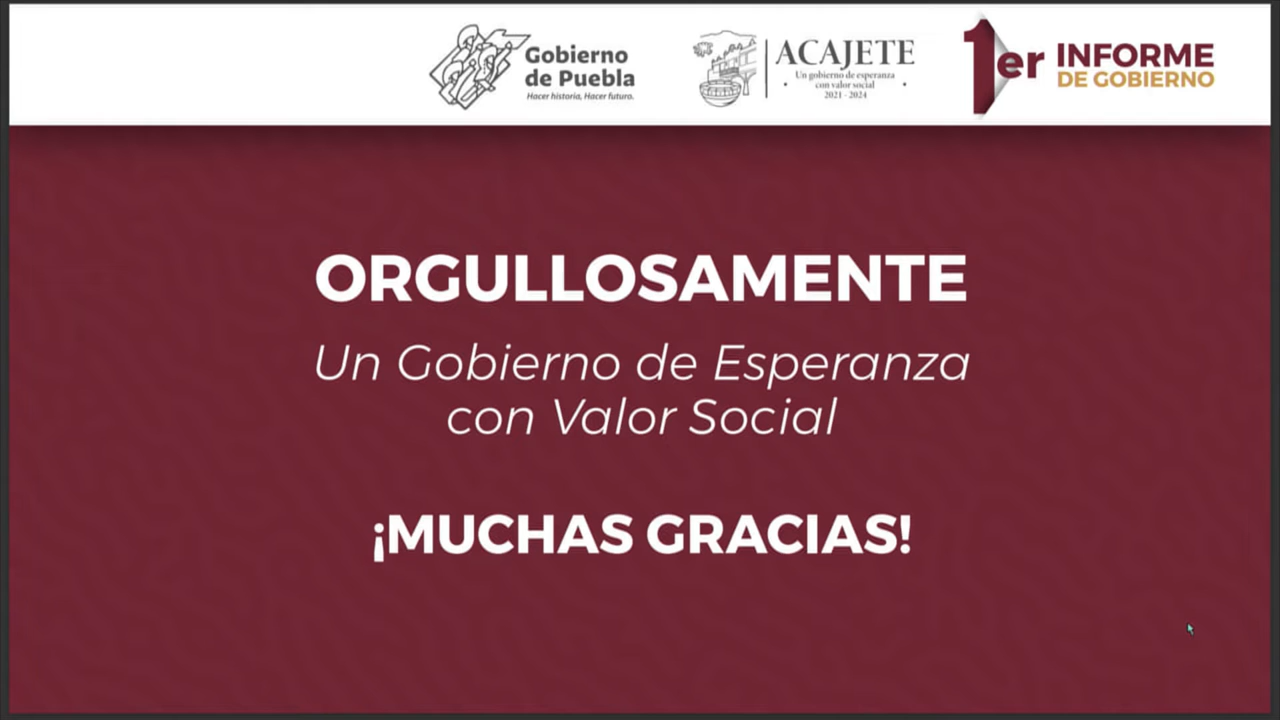 Gobierno
de Puebla
Hacer historia, Hacer futuro.
ACAJETE
Un gobierno de esperanza
con valor social
2021 - 2024
1er INFORME
DE GOBIERNO
ORGULLOSAMENTE
Un Gobierno de Esperanza
con Valor Social
¡MUCHAS GRACIAS!